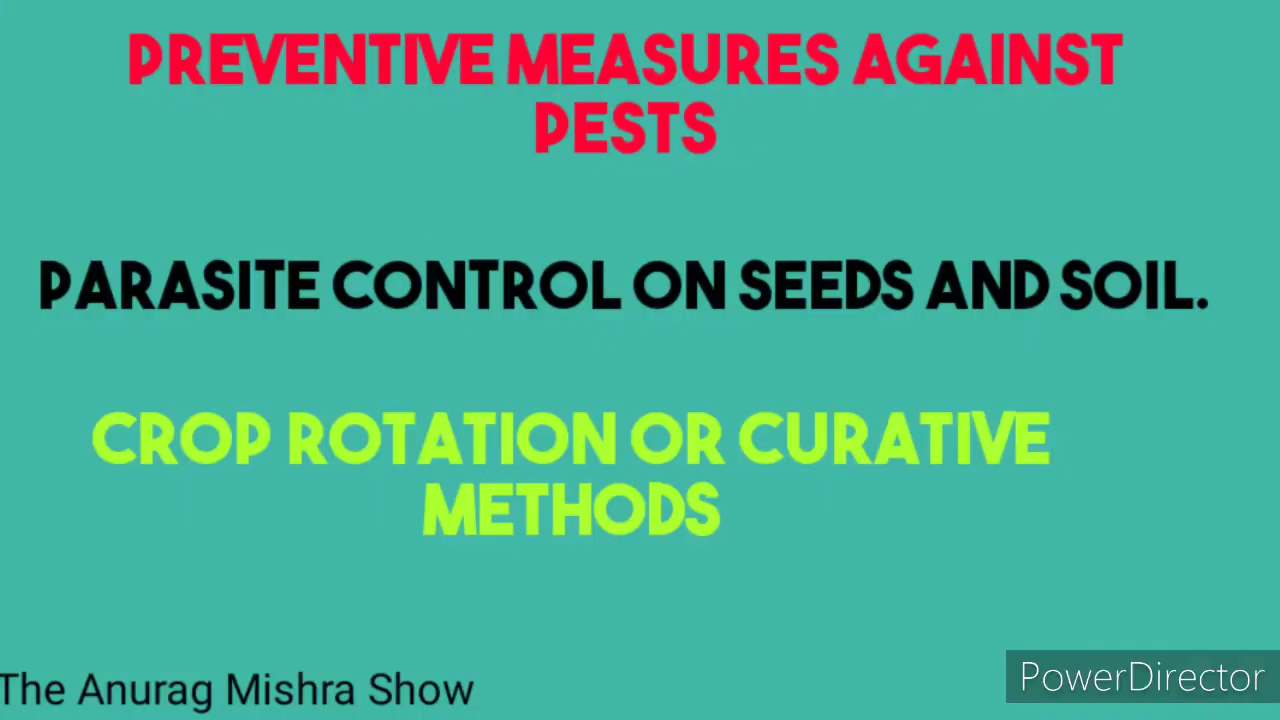 PREVENTIVE MEASURES AGAINST
PESTS
PARASITE CONTROL ON SEEDS AND SOIL.
CROP ROTATION OR CURATIVE
METHODS
The Anurag Mishra Show
PowerDirector